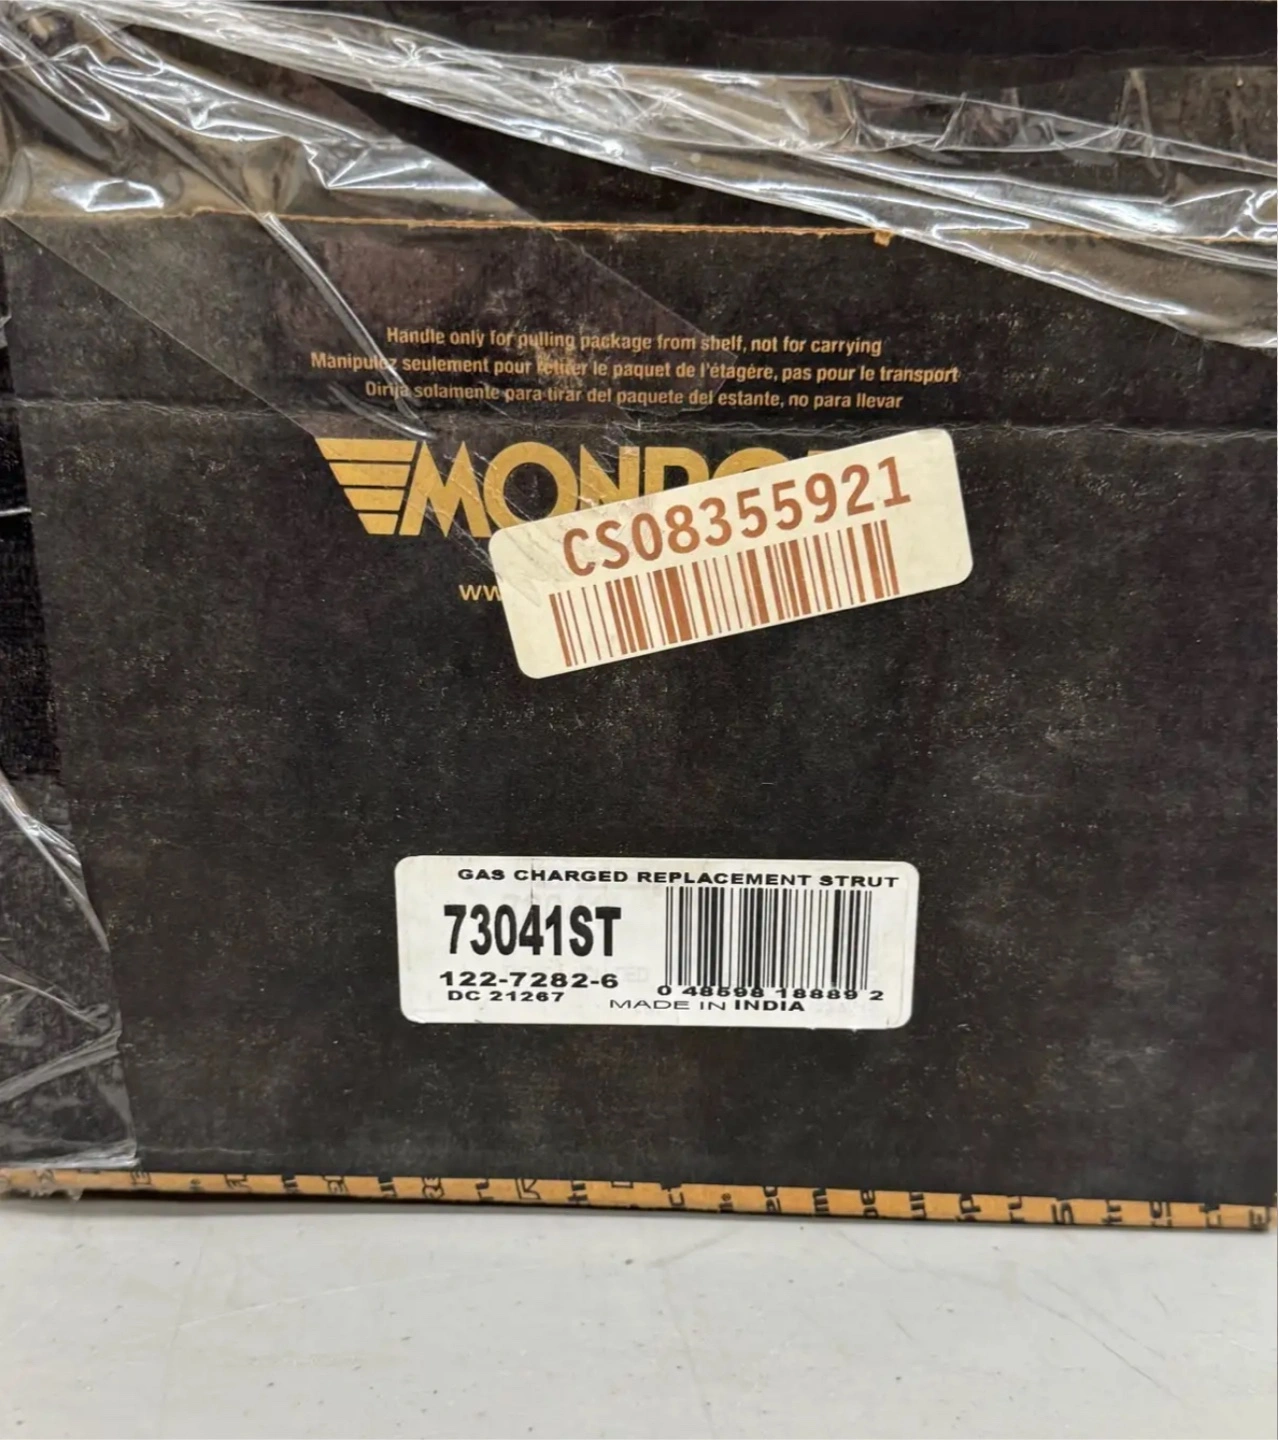 Handle only for pulling package from shelf, not for carrying
Manipulez seulement pour retirer le paquet de l'étagère, pas pour le transport
Dirija solamente para tirar del paquete del estante, no para llevar
MONRO
CS08355921
ww
GAS CHARGED REPLACEMENT STRUT
73041ST
122-7282-6
0 48598 18889 2
DC 21267
MADE IN INDIA